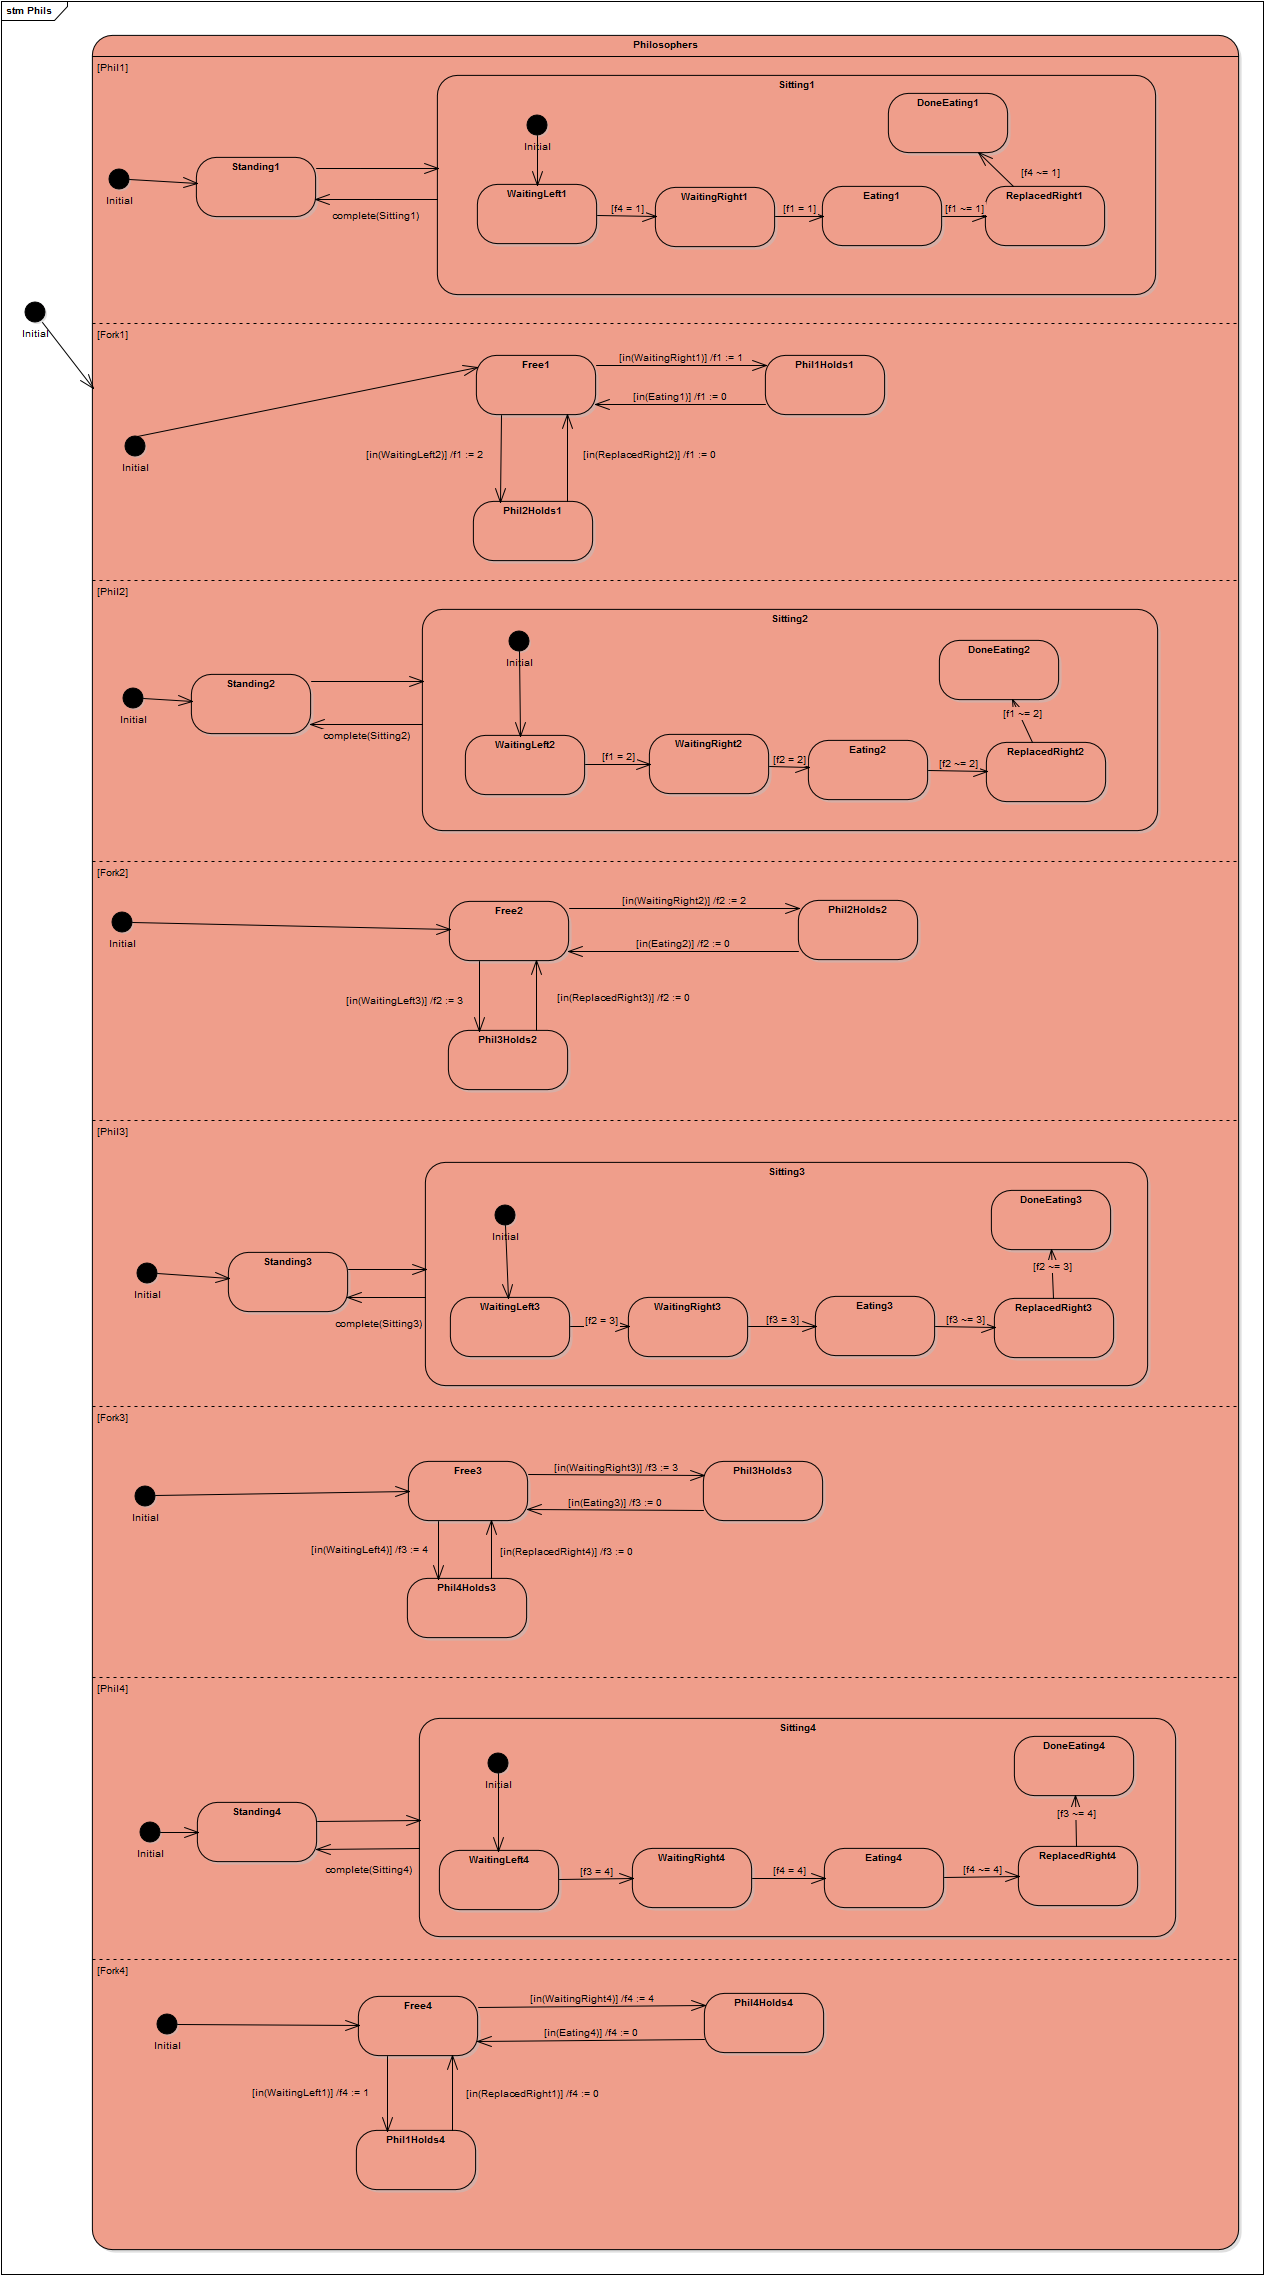 stm Phils
Philosophers
[Phil1]
Sitting1
DoneEating1
Initial
Standing1
[f4 ~= 1]
WaitingLeft1
WaitingRight1
Eating1
ReplacedRight1
Initial
[f4 = 1]
[f1 = 1]
[f1 ~= 1]
complete(Sitting1)
Initial
[Fork1]
Free1
[in(WaitingRight1)] /f1 := 1
Phil1Holds1
[in(Eating1)] /f1 := 0
Initial
[in(WaitingLeft2)] /f1 := 2
[in(ReplacedRight2)] /f1 := 0
Phil2Holds1
[Phil2]
Sitting2
DoneEating2
Initial
Standing2
Initial
[f1 ~= 2]
complete(Sitting2)
WaitingLeft2
WaitingRight2
Eating2
ReplacedRight2
[f1 = 2]
[f2 = 2]
[f2 ~= 2]
[Fork2]
Free2
[in(WaitingRight2)] /f2 := 2
Phil2Holds2
Initial
[in(Eating2)] /f2 := 0
[in(WaitingLeft3)] /f2 := 3
[in(ReplacedRight3)] /f2 := 0
Phil3Holds2
[Phil3]
Sitting3
DoneEating3
Initial
Standing3
[f2 ~= 3]
Initial
WaitingLeft3
WaitingRight3
Eating3
ReplacedRight3
complete(Sitting3)
[f2 = 3]
[f3 = 3]
[f3 ~= 3]
[Fork3]
Free3
[in(WaitingRight3)] /f3 := 3
Phil3Holds3
[in(Eating3)] /f3 := 0
Initial
[in(WaitingLeft4)] /f3 := 4
[in(ReplacedRight4)] /f3 := 0
Phil4Holds3
[Phil4]
Sitting4
DoneEating4
Initial
Standing4
[f3 ~= 4]
Initial
complete(Sitting4)
WaitingLeft4
WaitingRight4
Eating4
ReplacedRight4
[f3 = 4]
[f4 = 4]
[f4 ~= 4]
[Fork4]
Free4
[in(WaitingRight4)] /f4 := 4
Phil4Holds4
[in(Eating4)] /f4 := 0
Initial
[in(WaitingLeft1)] /f4 := 1
[in(ReplacedRight1)] /f4 := 0
Phil1Holds4